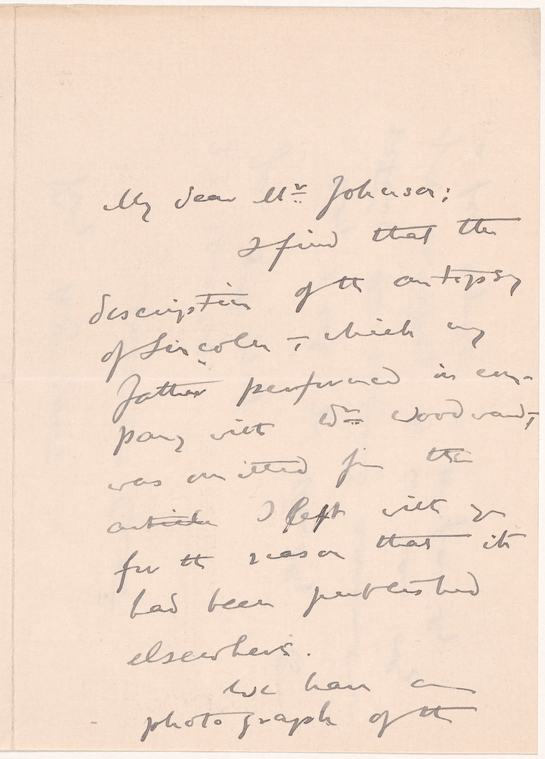 My dear Mr. Johnson:
I find that the
description of the autopsy
of Lincoln, which my
father performed in com-
pany with Dr. Woodward,
was omitted from the
article I left with you
for the reason that it
had been published
elsewhere.
We have a
photograph of the